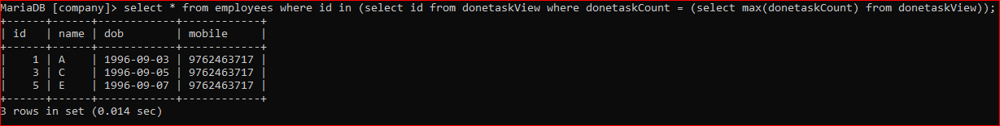 MariaDB [company]> select * from employees where id in (select id from donetaskView where donetaskCount = (select max(donetaskCount) from donetaskView));
+------+------+------------+------------+
| id   | name | dob        | mobile     |
+------+------+------------+------------+
|    1 | A    | 1996-09-03 | 9762463717 |
|    3 | C    | 1996-09-05 | 9762463717 |
|    5 | E    | 1996-09-07 | 9762463717 |
+------+------+------------+------------+
3 rows in set (0.014 sec)